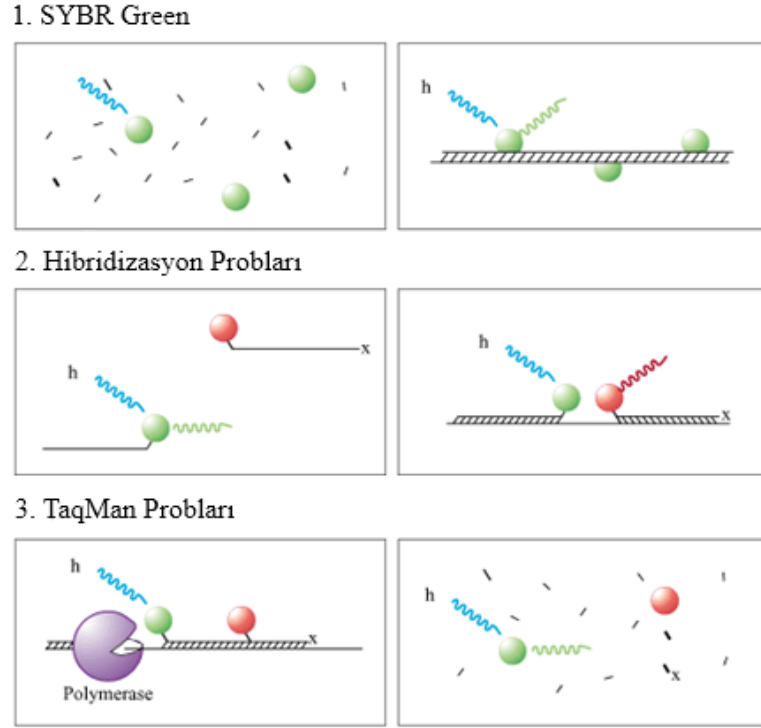 1. SYBR Green
h
2. Hibridizasyon Probları
h
x
h
x
3. TaqMan Probları
h
x
Polymerase
h
x